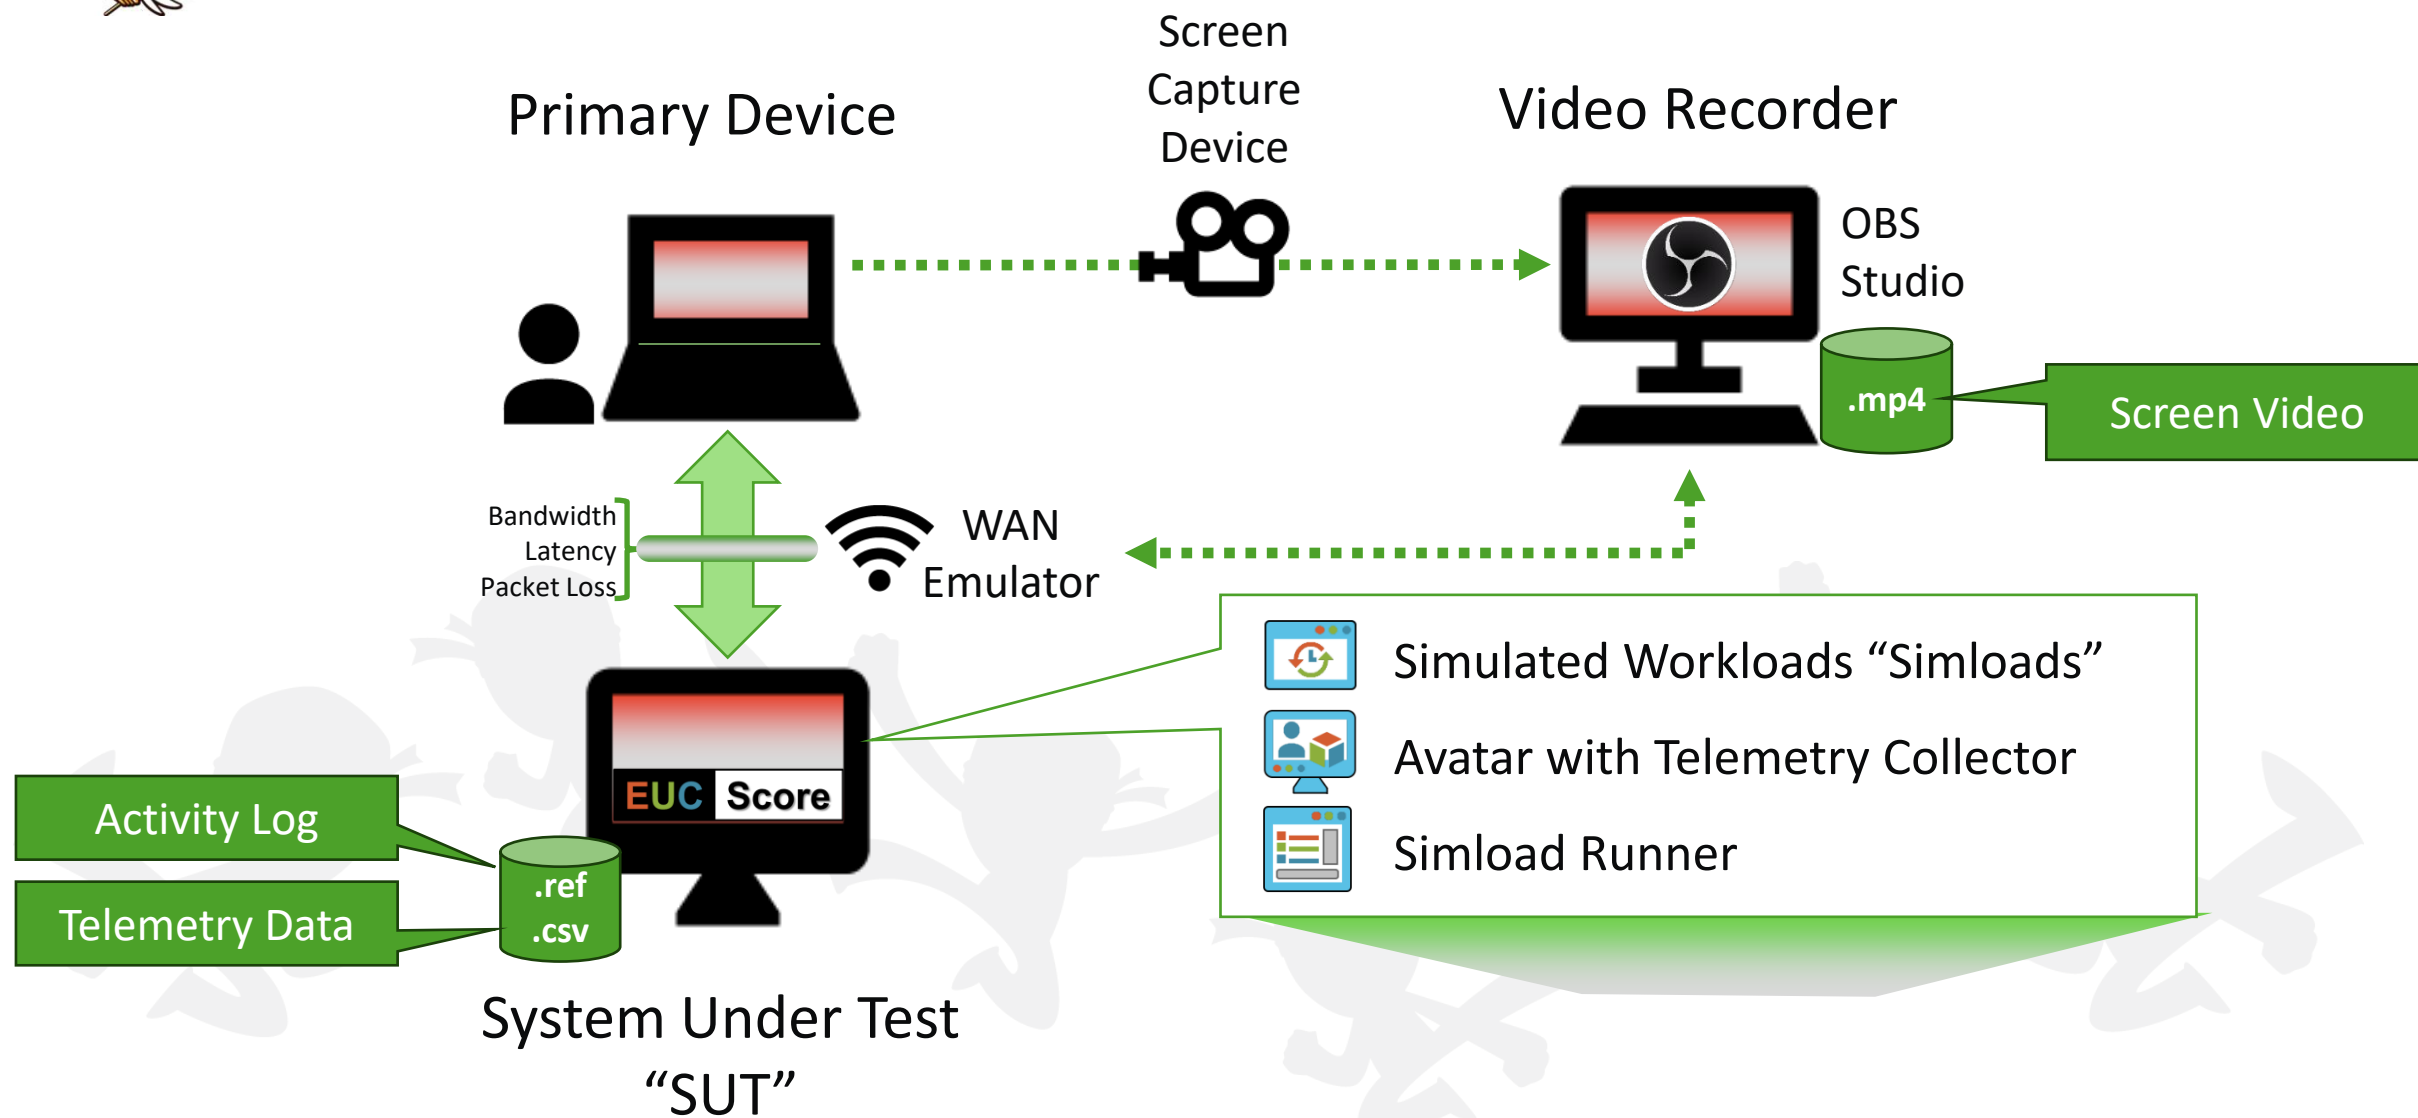 Screen
Capture
Device
Primary Device
Video Recorder
OBS
Studio
.mp4
Screen Video
Bandwidth
Latency
Packet Loss
WAN
Emulator
Simulated Workloads “Simloads”
Avatar with Telemetry Collector
Simload Runner
EUC Score
Activity Log
Telemetry Data
.ref
.csv
System Under Test
“SUT”